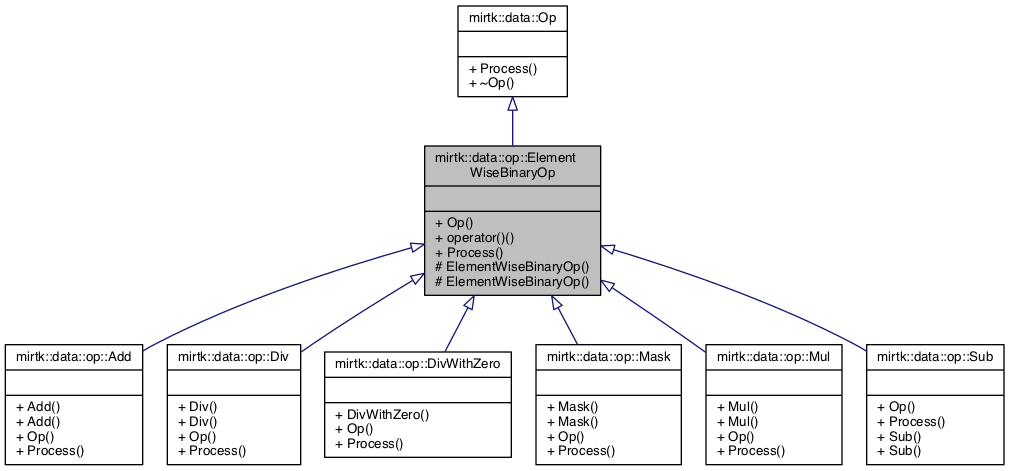 mirtk::data::Op
+ Process()
+ ~Op()
mirtk::data::op::Element
WiseBinaryOp
+ Op()
+ operator()()
+ Process()
# ElementWiseBinaryOp()
# ElementWiseBinaryOp()
mirtk::data::op::Add
+ Add()
+ Add()
+ Op()
+ Process()
mirtk::data::op::Div
+ Div()
+ Div()
+ Op()
+ Process()
mirtk::data::op::DivWithZero
+ DivWithZero()
+ Op()
+ Process()
mirtk::data::op::Mask
+ Mask()
+ Mask()
+ Op()
+ Process()
mirtk::data::op::Mul
+ Mul()
+ Mul()
+ Op()
+ Process()
mirtk::data::op::Sub
+ Op()
+ Process()
+ Sub()
+ Sub()